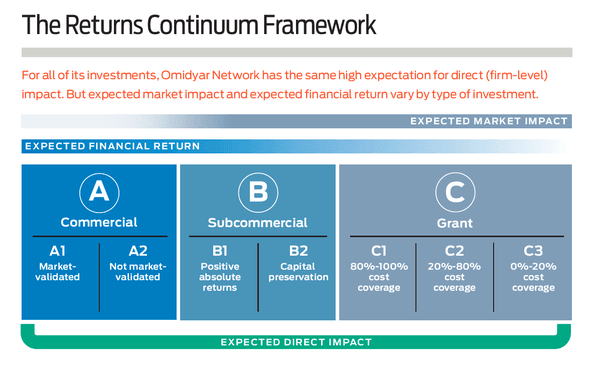 The Returns Continuum Framework
For all of its investments, Omidyar Network has the same high expectation for direct (firm-level)
impact. But expected market impact and expected financial return vary by type of investment.
EXPECTED MARKET IMPACT
EXPECTED FINANCIAL RETURN
A
Commercial
A1
Market-
validated
A2
Not market-
validated
B
Subcommercial
B1
Positive
absolute
returns
B2
Capital
preservation
C
Grant
C1
80%-100%
cost
coverage
C2
20%-80%
cost
coverage
C3
0%-20%
cost
coverage
EXPECTED DIRECT IMPACT